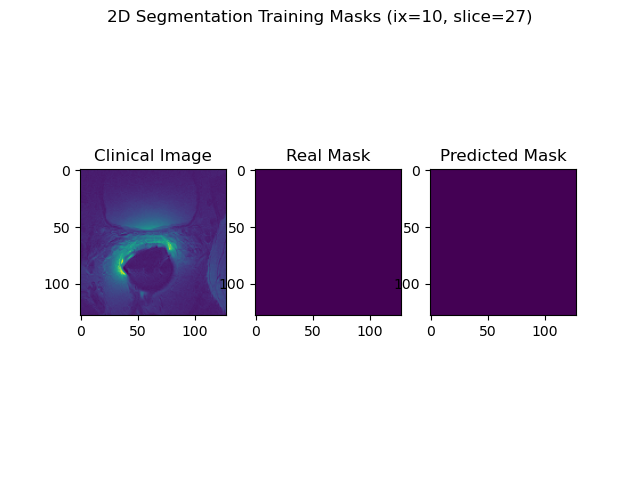 2D Segmentation Training Masks (ix=10, slice=27)
Clinical Image Real Mask Predicted Mask
0 0 0
50 50 50
100 100 100
0 50 100 0 50 100 0 50 100